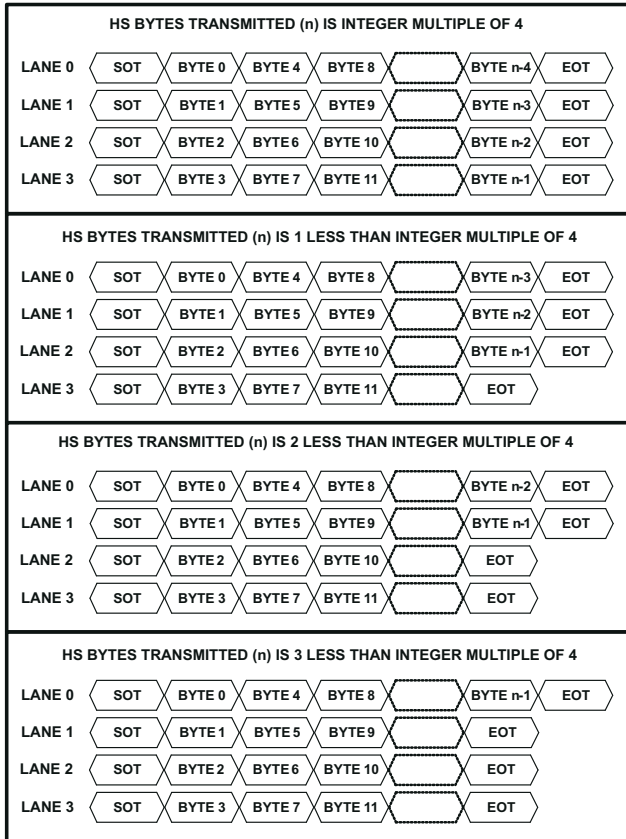 HS BYTES TRANSMITTED (n) IS INTEGER MULTIPLE OF 4
LANE 0 SOT BYTE 0 BYTE 4 BYTE 8 BYTE n-4 EOT
LANE 1 SOT BYTE 1 BYTE 5 BYTE 9 BYTE n-3 EOT
LANE 2 SOT BYTE 2 BYTE 6 BYTE 10 BYTE n-2 EOT
LANE 3 SOT BYTE 3 BYTE 7 BYTE 11 BYTE n-1 EOT
HS BYTES TRANSMITTED (n) IS 1 LESS THAN INTEGER MULTIPLE OF 4
LANE 0 SOT BYTE 0 BYTE 4 BYTE 8 BYTE n-3 EOT
LANE 1 SOT BYTE 1 BYTE 5 BYTE 9 BYTE n-2 EOT
LANE 2 SOT BYTE 2 BYTE 6 BYTE 10 BYTE n-1 EOT
LANE 3 SOT BYTE 3 BYTE 7 BYTE 11 EOT
HS BYTES TRANSMITTED (n) IS 2 LESS THAN INTEGER MULTIPLE OF 4
LANE 0 SOT BYTE 0 BYTE 4 BYTE 8 BYTE n-2 EOT
LANE 1 SOT BYTE 1 BYTE 5 BYTE 9 BYTE n-1 EOT
LANE 2 SOT BYTE 2 BYTE 6 BYTE 10 EOT
LANE 3 SOT BYTE 3 BYTE 7 BYTE 11 EOT
HS BYTES TRANSMITTED (n) IS 3 LESS THAN INTEGER MULTIPLE OF 4
LANE 0 SOT BYTE 0 BYTE 4 BYTE 8 BYTE n-1 EOT
LANE 1 SOT BYTE 1 BYTE 5 BYTE 9 EOT
LANE 2 SOT BYTE 2 BYTE 6 BYTE 10 EOT
LANE 3 SOT BYTE 3 BYTE 7 BYTE 11 EOT